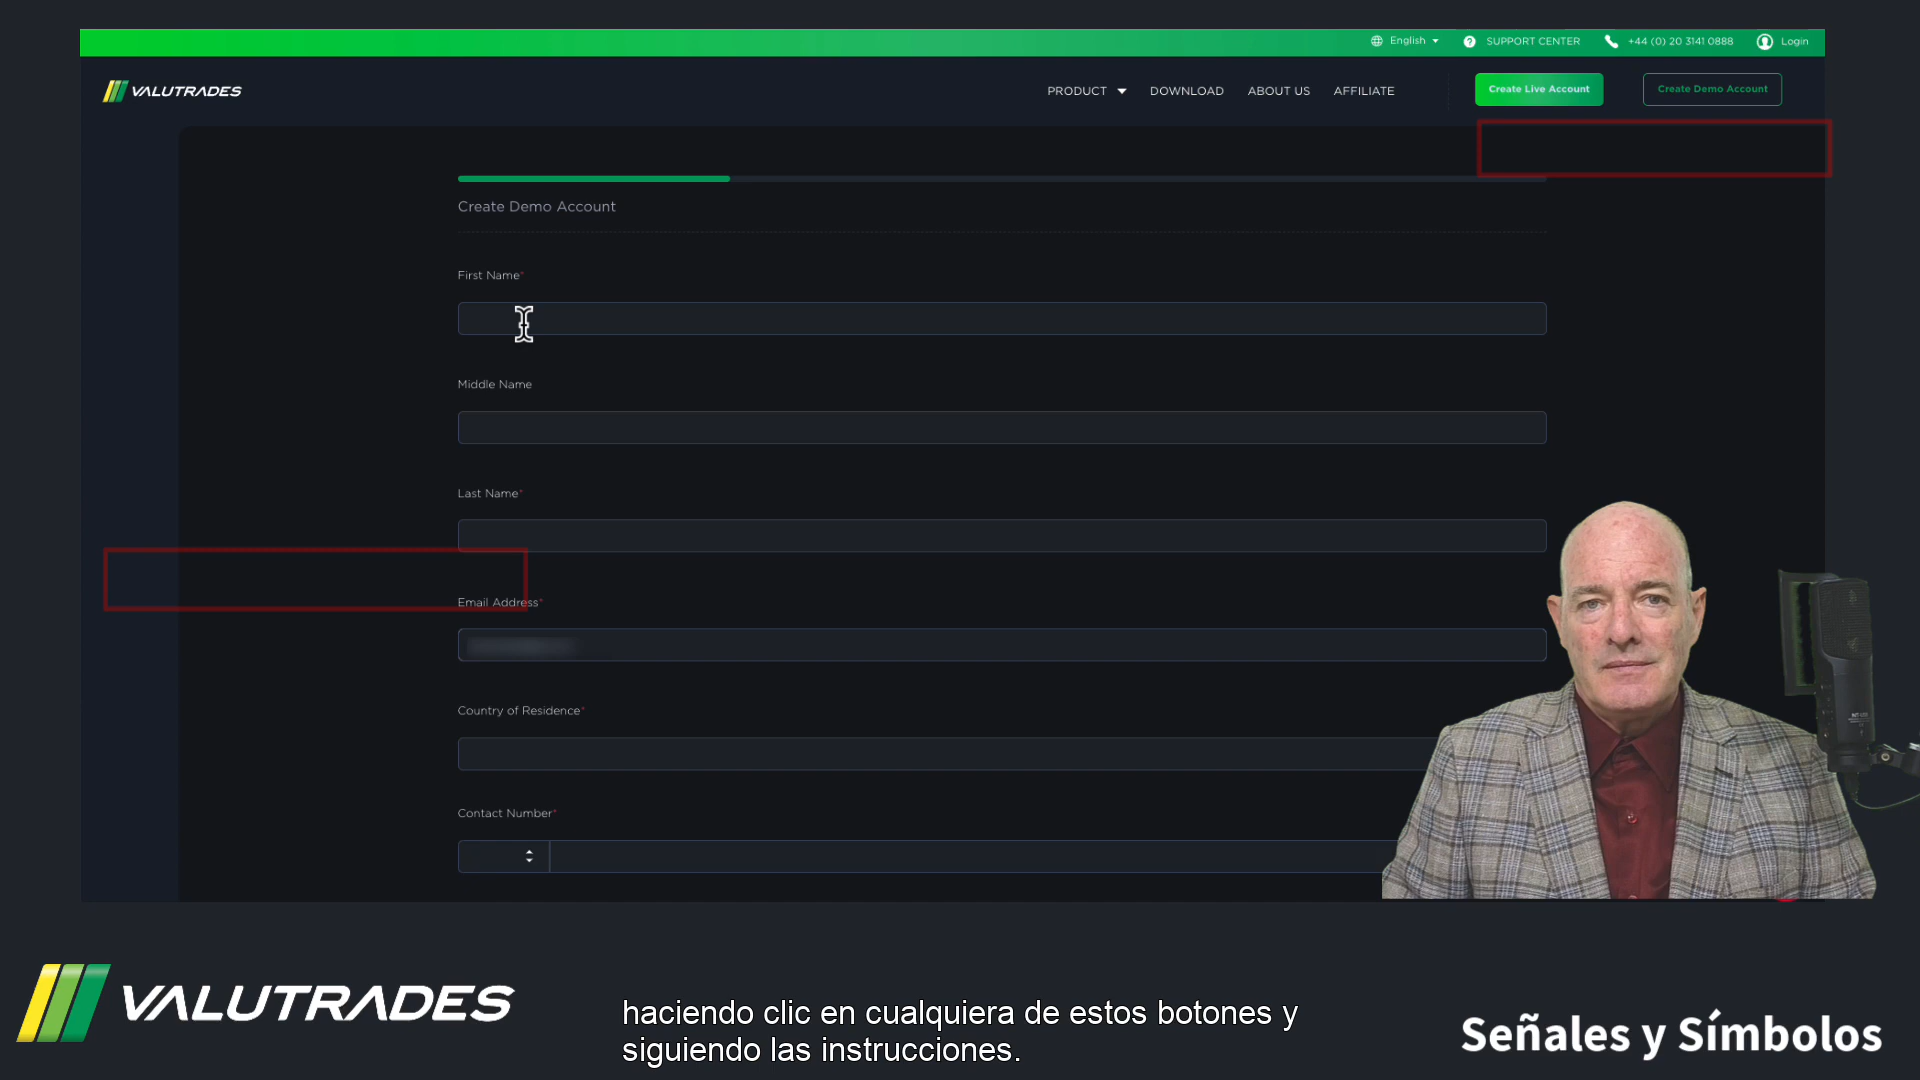 English
SUPPORT CENTER
+44 (0) 20 3141 0888
Login
VALUTRADES
PRODUCT
DOWNLOAD
ABOUT US
AFFILIATE
Create Live Account
Create Demo Account
Create Demo Account
First Name*
Middle Name
Last Name*
Email Address*
Country of Residence*
Contact Number*
VALUTRADES
haciendo clic en cualquiera de estos botones y
siguiendo las instrucciones.
Señales y Símbolos